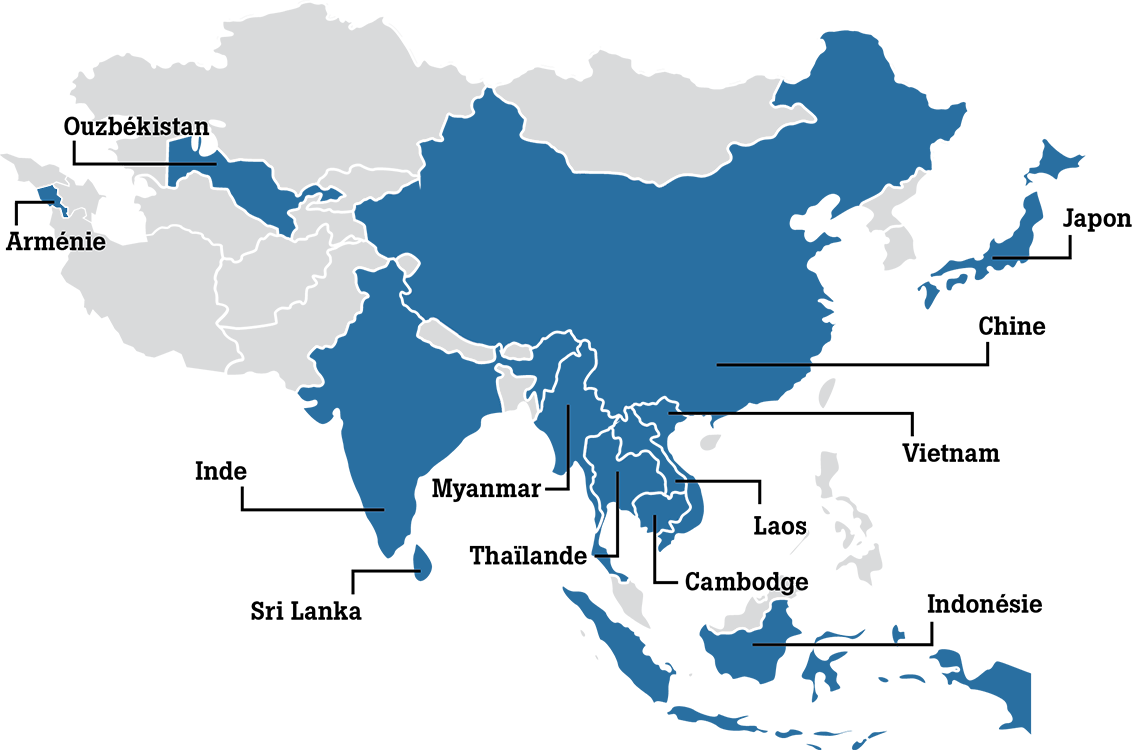 Ouzbékistan
Arménie
Japon
Chine
Vietnam
Inde
Myanmar
Laos
Thaïlande
Cambodge
Sri Lanka
Indonésie